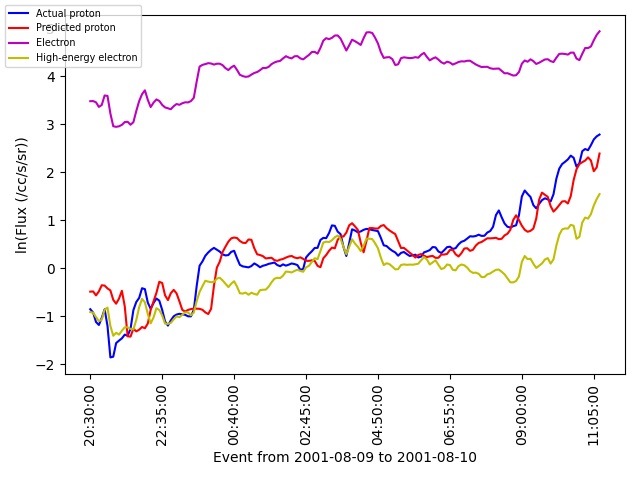 Actual proton
Predicted proton
Electron
High-energy electron
ln(Flux (/cc/s/sr))
4
3
2
1
0
−1
−2
20:30:00
22:35:00
00:40:00
02:45:00
04:50:00
06:55:00
09:00:00
11:05:00
Event from 2001-08-09 to 2001-08-10